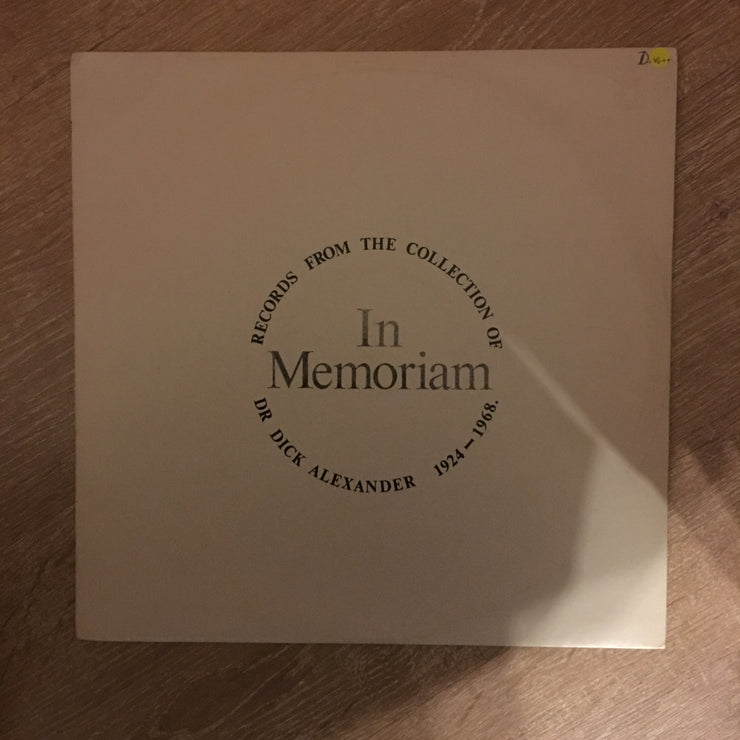 RECORDS FROM THE COLLECTION OF
In
Memoriam
DR DICK ALEXANDER 1924 – 1968.